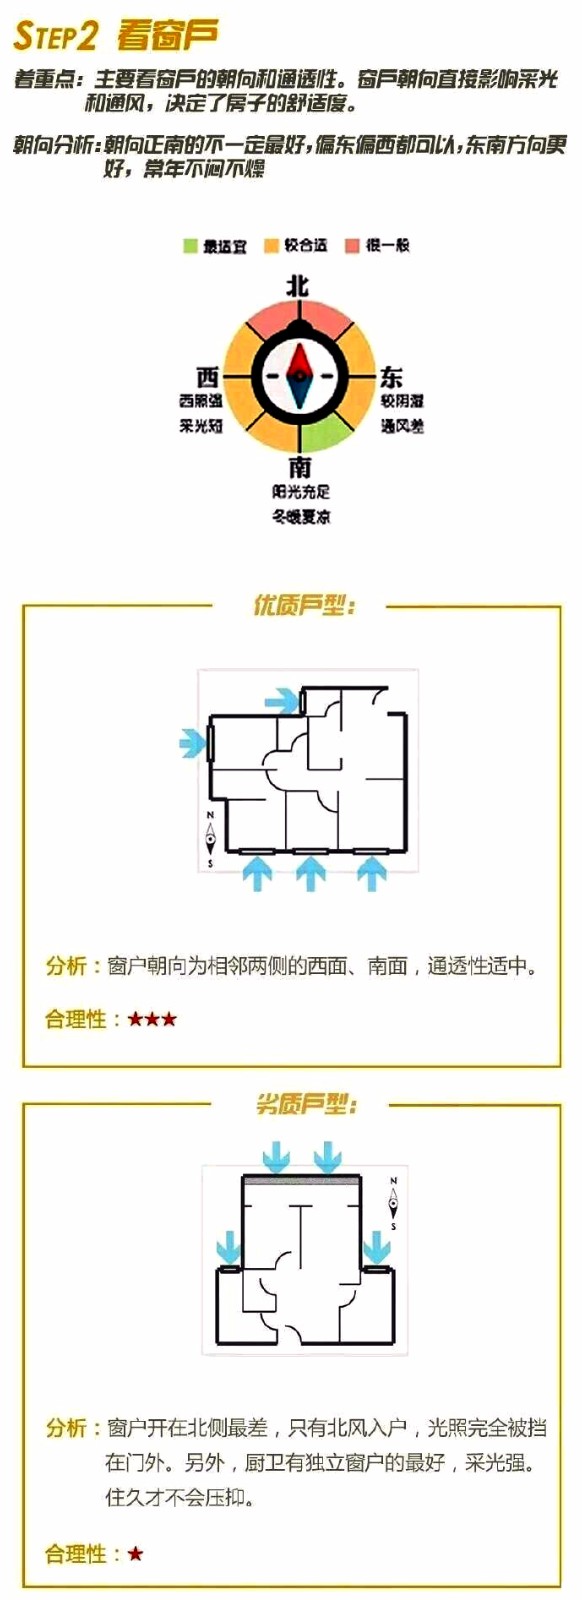 STEP2 看窗户
着重点：主要看窗户的朝向和通透性。窗户朝向直接影响采光
和通风，决定了房子的舒适度。
朝向分析：朝向正南的不一定最好，偏东偏西都可以，东南方向更
好，常年不闷不燥
最适宜 较合适 很一般
北
西 东
西照强 较阴湿
采光短 通风差
南
阳光充足
冬暖夏凉
优质户型：
N
S
分析：窗户朝向为相邻两侧的西面、南面，通透性适中。
合理性：★★★
劣质户型：
N
S
分析：窗户开在北侧最差，只有北风入户，光照完全被挡
在门外。另外，厨卫有独立窗户的最好，采光强。
住久才不会压抑。
合理性：★